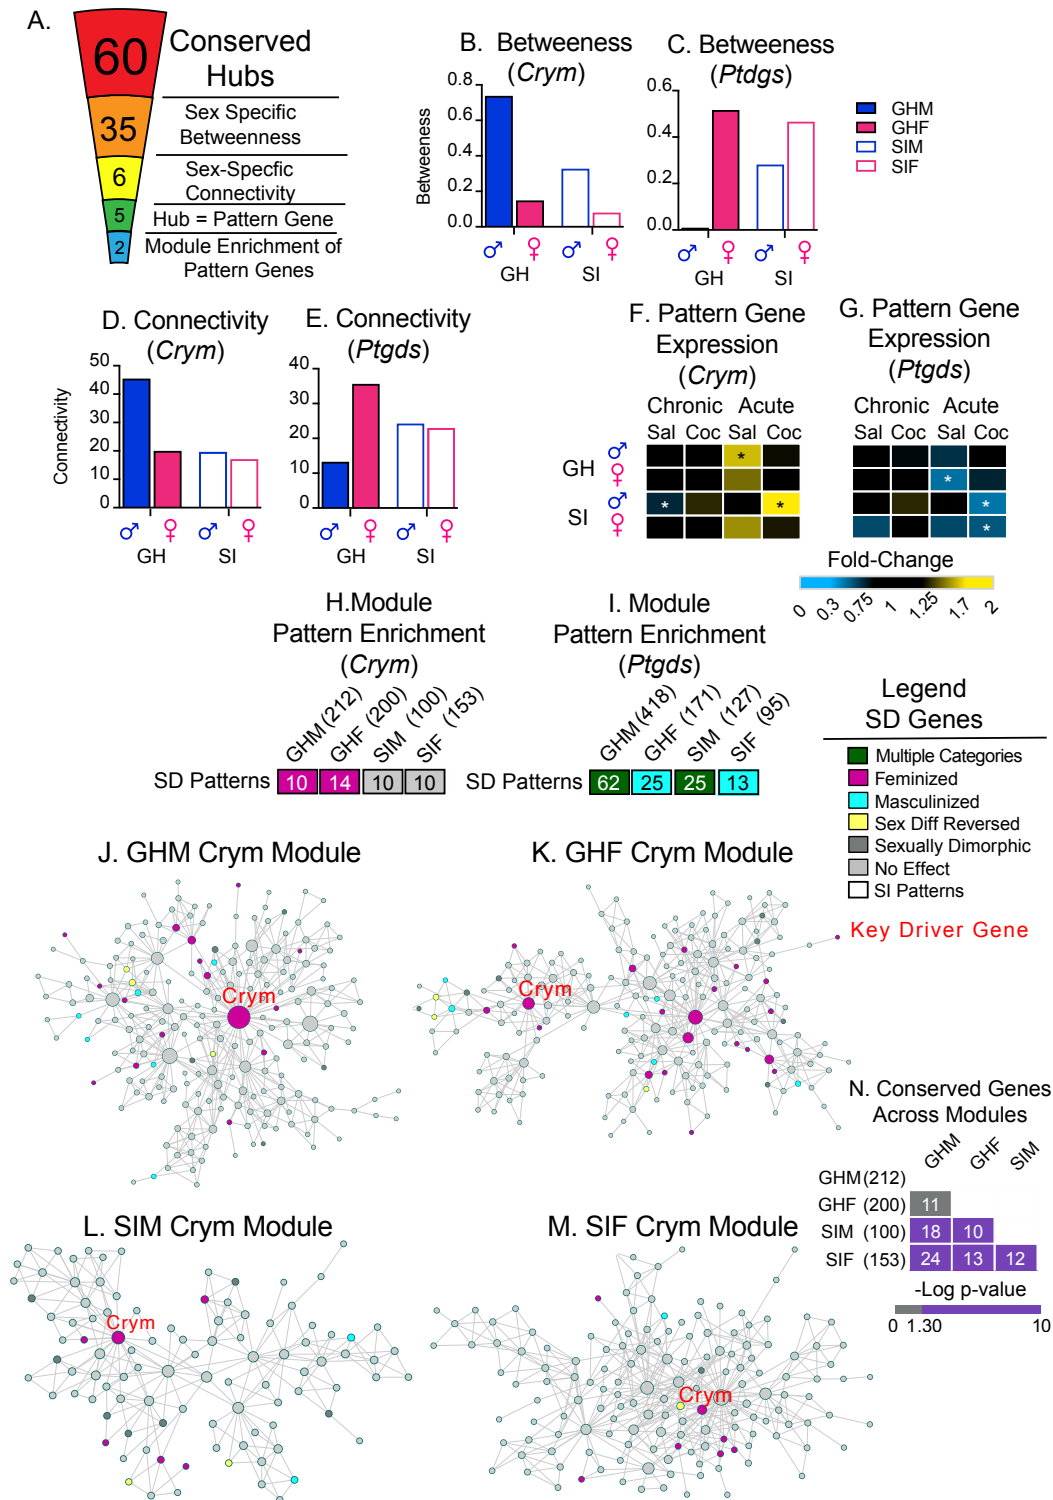 A.
60
Conserved
Hubs
35
Sex Specific
Betweenness
6
Sex-Specfic
Connectivity
5
Hub = Pattern Gene
2
Module Enrichment of
Pattern Genes
B. Betweeness
(Crym)
Betweeness
0.8
0.6
0.4
0.2
0.0
♂ ♀ ♂ ♀
GH SI
C. Betweeness
(Ptdgs)
0.6
0.4
0.2
0.0
♂ ♀ ♂ ♀
GH SI
GHM
GHF
SIM
SIF
D. Connectivity
(Crym)
Connectivity
50
40
30
20
10
0
♂ ♀ ♂ ♀
GH SI
E. Connectivity
(Ptgds)
40
30
20
10
0
♂ ♀ ♂ ♀
GH SI
F. Pattern Gene
Expression
(Crym)
Chronic Acute
Sal Coc Sal Coc
GH ♂ *
♀
SI ♂ * *
♀
G. Pattern Gene
Expression
(Ptgds)
Chronic Acute
Sal Coc Sal Coc
*
*
*
Fold-Change
0 0.3 0.75 1 1.25 1.7 2
H.Module
Pattern Enrichment
(Crym)
GHM (212) GHF (200) SIM (100) SIF (153)
SD Patterns 10 14 10 10
I. Module
Pattern Enrichment
(Ptgds)
GHM (418) GHF (171) SIM (127) SIF (95)
SD Patterns 62 25 25 13
Legend
SD Genes
Multiple Categories
Feminized
Masculinized
Sex Diff Reversed
Sexually Dimorphic
No Effect
SI Patterns
Key Driver Gene
J. GHM Crym Module
Crym
K. GHF Crym Module
Crym
L. SIM Crym Module
Crym
M. SIF Crym Module
Crym
N. Conserved Genes
Across Modules
GHM GHF SIM
GHM (212)
GHF (200) 11
SIM (100) 18 10
SIF (153) 24 13 12
-Log p-value
0 1.30 10